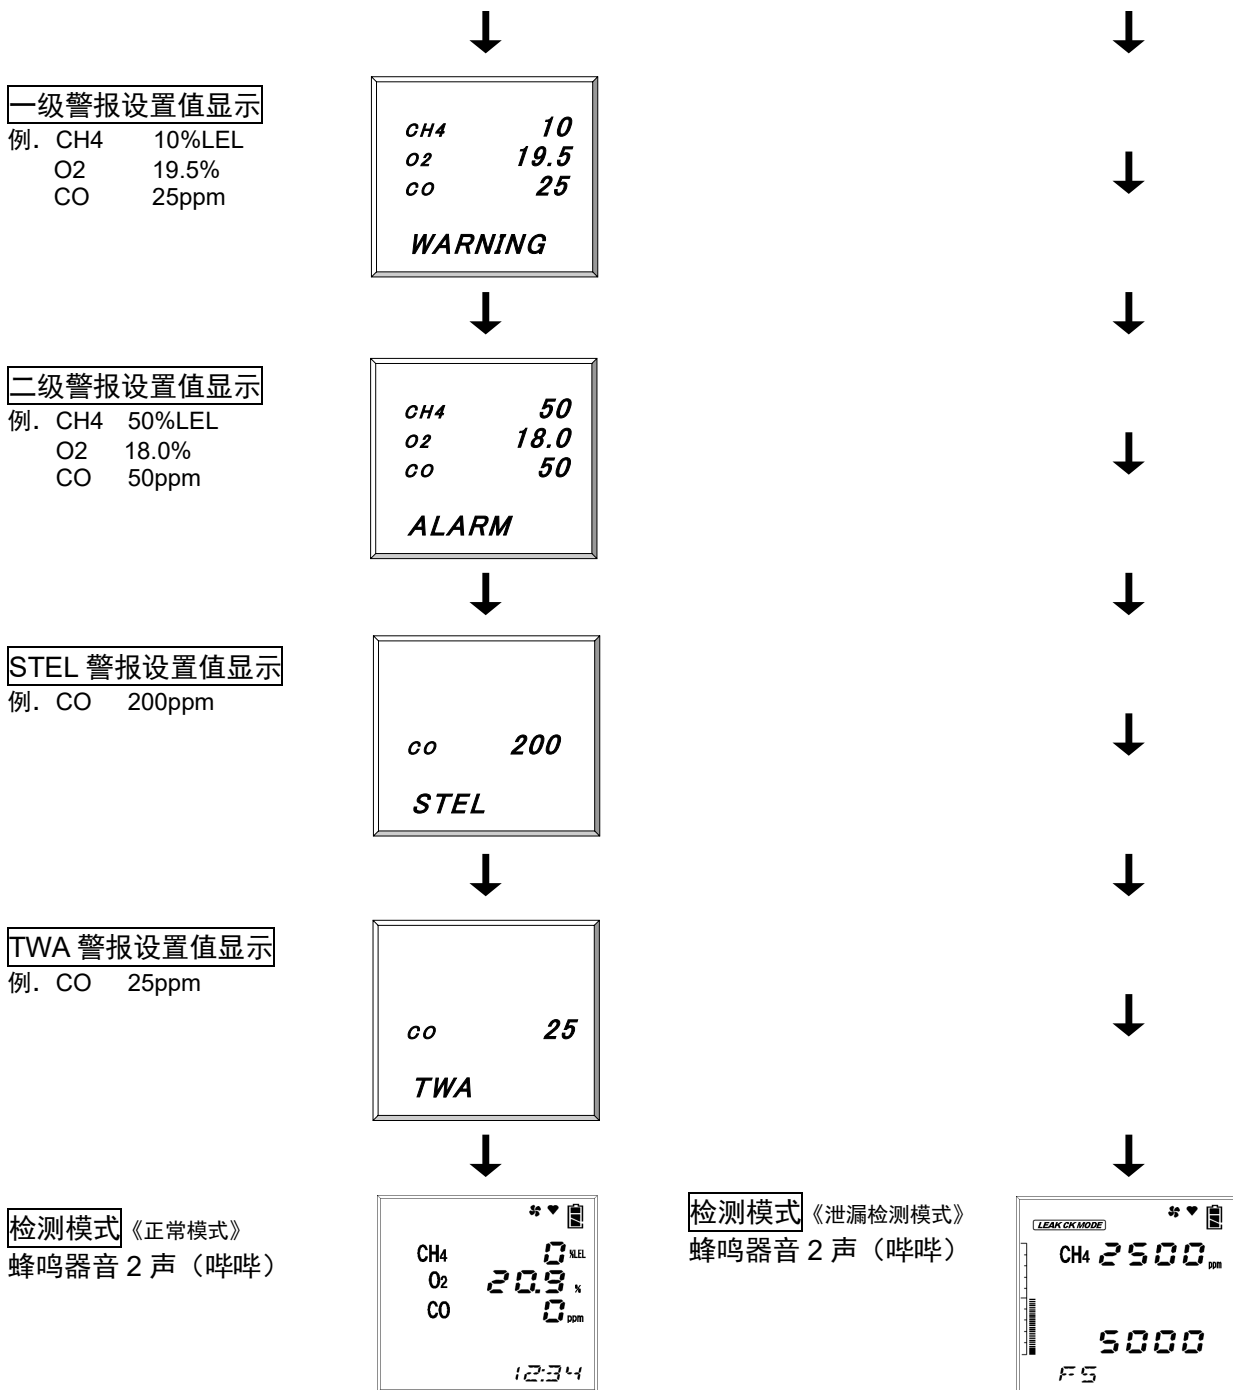 一级警报设置值显示
例. CH4 10%LEL
O2 19.5%
CO 25ppm
CH4 10
O2 19.5
CO 25
WARNING
二级警报设置值显示
例. CH4 50%LEL
O2 18.0%
CO 50ppm
CH4 50
O2 18.0
CO 50
ALARM
STEL 警报设置值显示
例. CO 200ppm
CO 200
STEL
TWA 警报设置值显示
例. CO 25ppm
CO 25
TWA
检测模式《正常模式》
蜂鸣器音 2 声（哔哔）
CH4 0 %LEL
O2 20.9 %
CO 0 ppm
12:34
检测模式《泄漏检测模式》
蜂鸣器音 2 声（哔哔）
LEAK CK MODE
CH4 2500 ppm
5000
FS